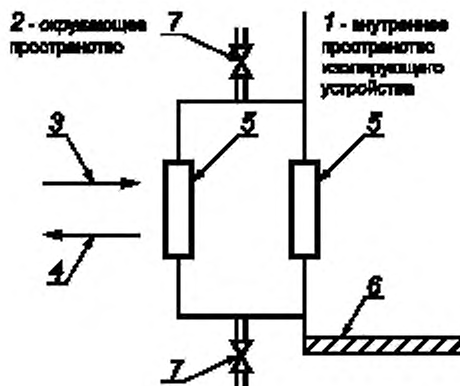 2 - окружающее
пространство
7
1 - внутреннее
пространство
изолирующего
устройства
3
5
5
4
6
7